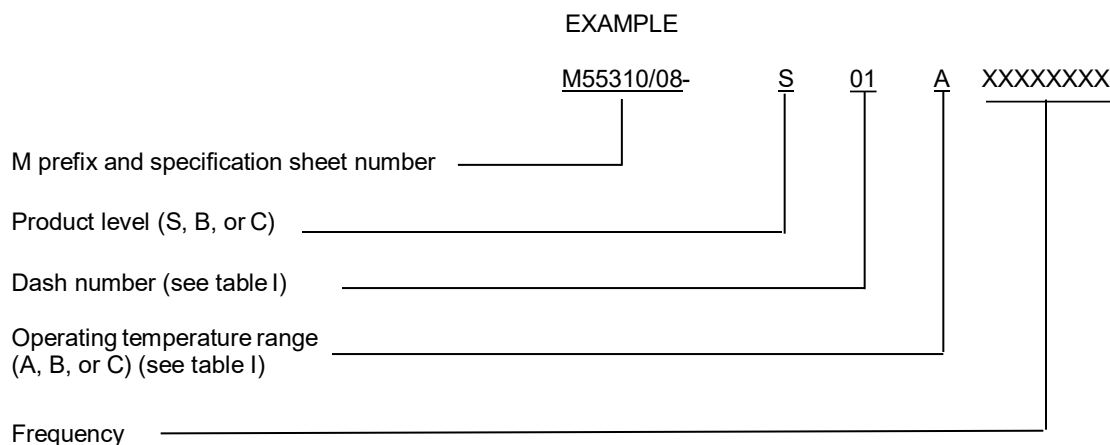 EXAMPLE
M55310/08- S 01 A XXXXXXXX
M prefix and specification sheet number
Product level (S, B, or C)
Dash number (see table I)
Operating temperature range
(A, B, or C) (see table I)
Frequency